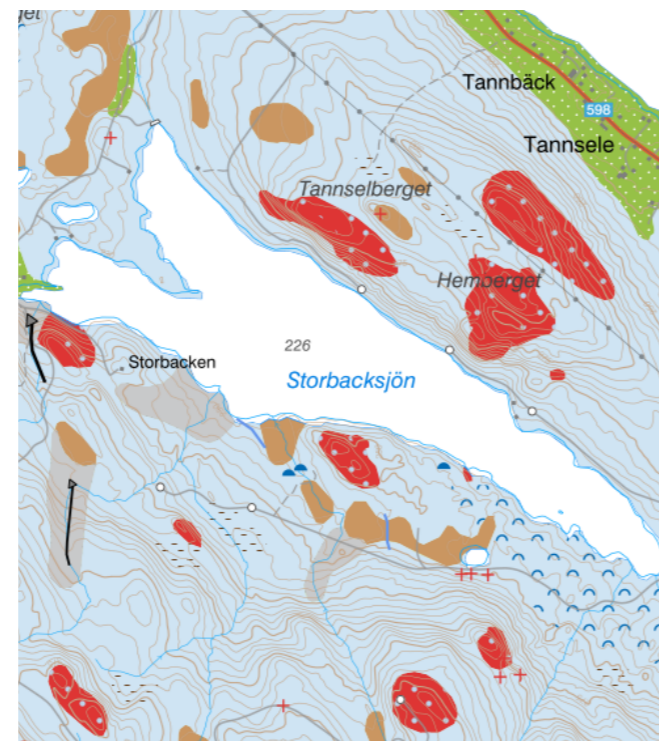 Tannbäck
598
Tannsele
Tannselberget
Hemberget
226
Storbacken
Storbacksjön